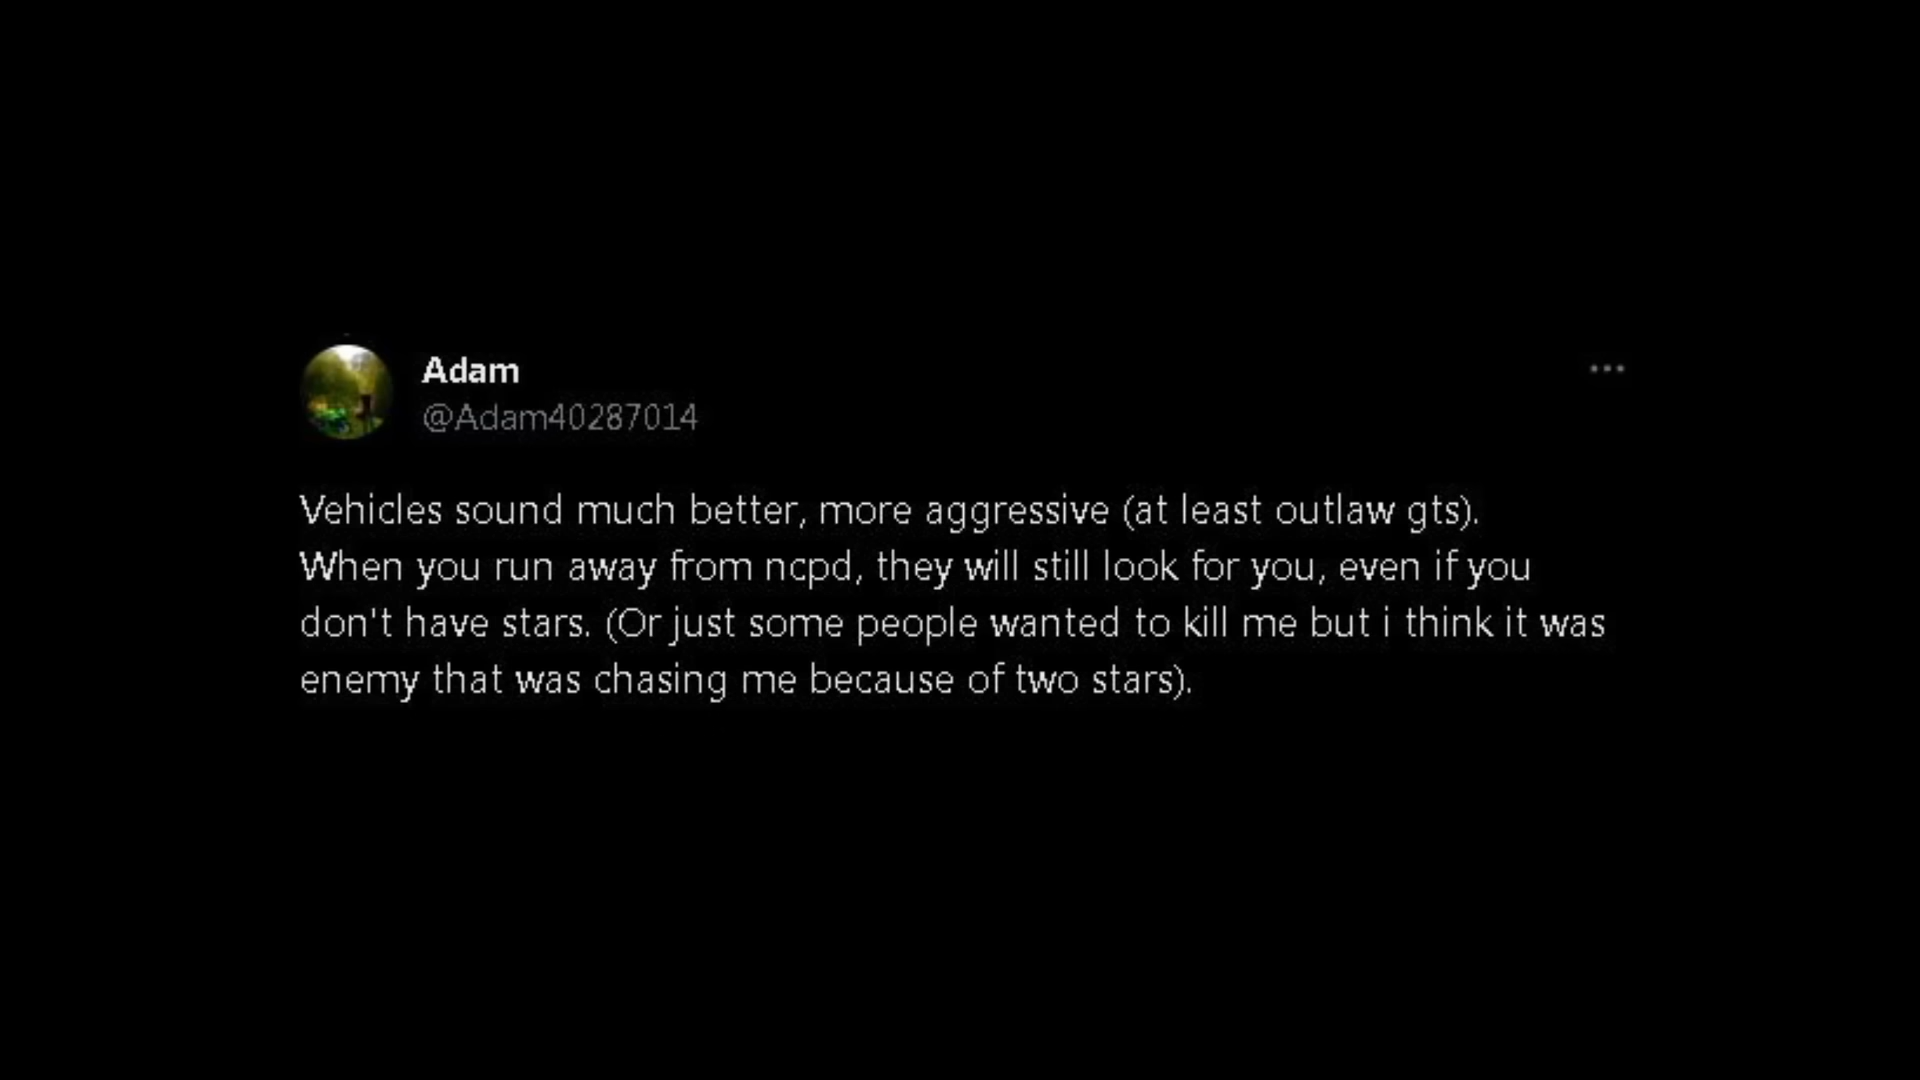 Adam
@Adam40287014
Vehicles sound much better, more aggressive (at least outlaw gts).
When you run away from ncpd, they will still look for you, even if you
don't have stars. (Or just some people wanted to kill me but i think it was
enemy that was chasing me because of two stars).